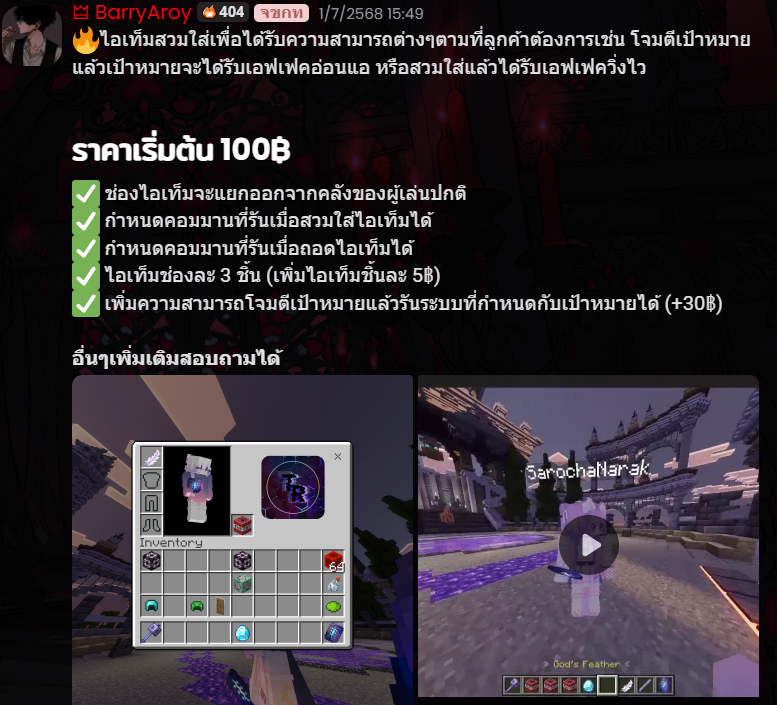 BarryAroy 404 จขกท 1/7/2568 15:49
ไอเท็มสวมใส่เพื่อได้รับความสามารถต่างๆตามที่ลูกค้าต้องการเช่น โจมตีเป้าหมาย
แล้วเป้าหมายจะได้รับเอฟเฟคอ่อนแอ หรือสวมใส่แล้วได้รับเอฟเฟควิ่งไว
ราคาเริ่มต้น 100฿
ช่องไอเท็มจะแยกออกจากคลังของผู้เล่นปกติ
กำหนดคอมมานที่รันเมื่อสวมใส่ไอเท็มได้
กำหนดคอมมานที่รันเมื่อถอดไอเท็มได้
ไอเท็มช่องละ 3 ชิ้น (เพิ่มไอเท็มชิ้นละ 5฿)
เพิ่มความสามารถโจมตีเป้าหมายแล้วรันระบบที่กำหนดกับเป้าหมายได้ (+30฿)
อื่นๆเพิ่มเติมสอบถามได้
TR
Inventory
64
SarochaNarak
> God's Feather <